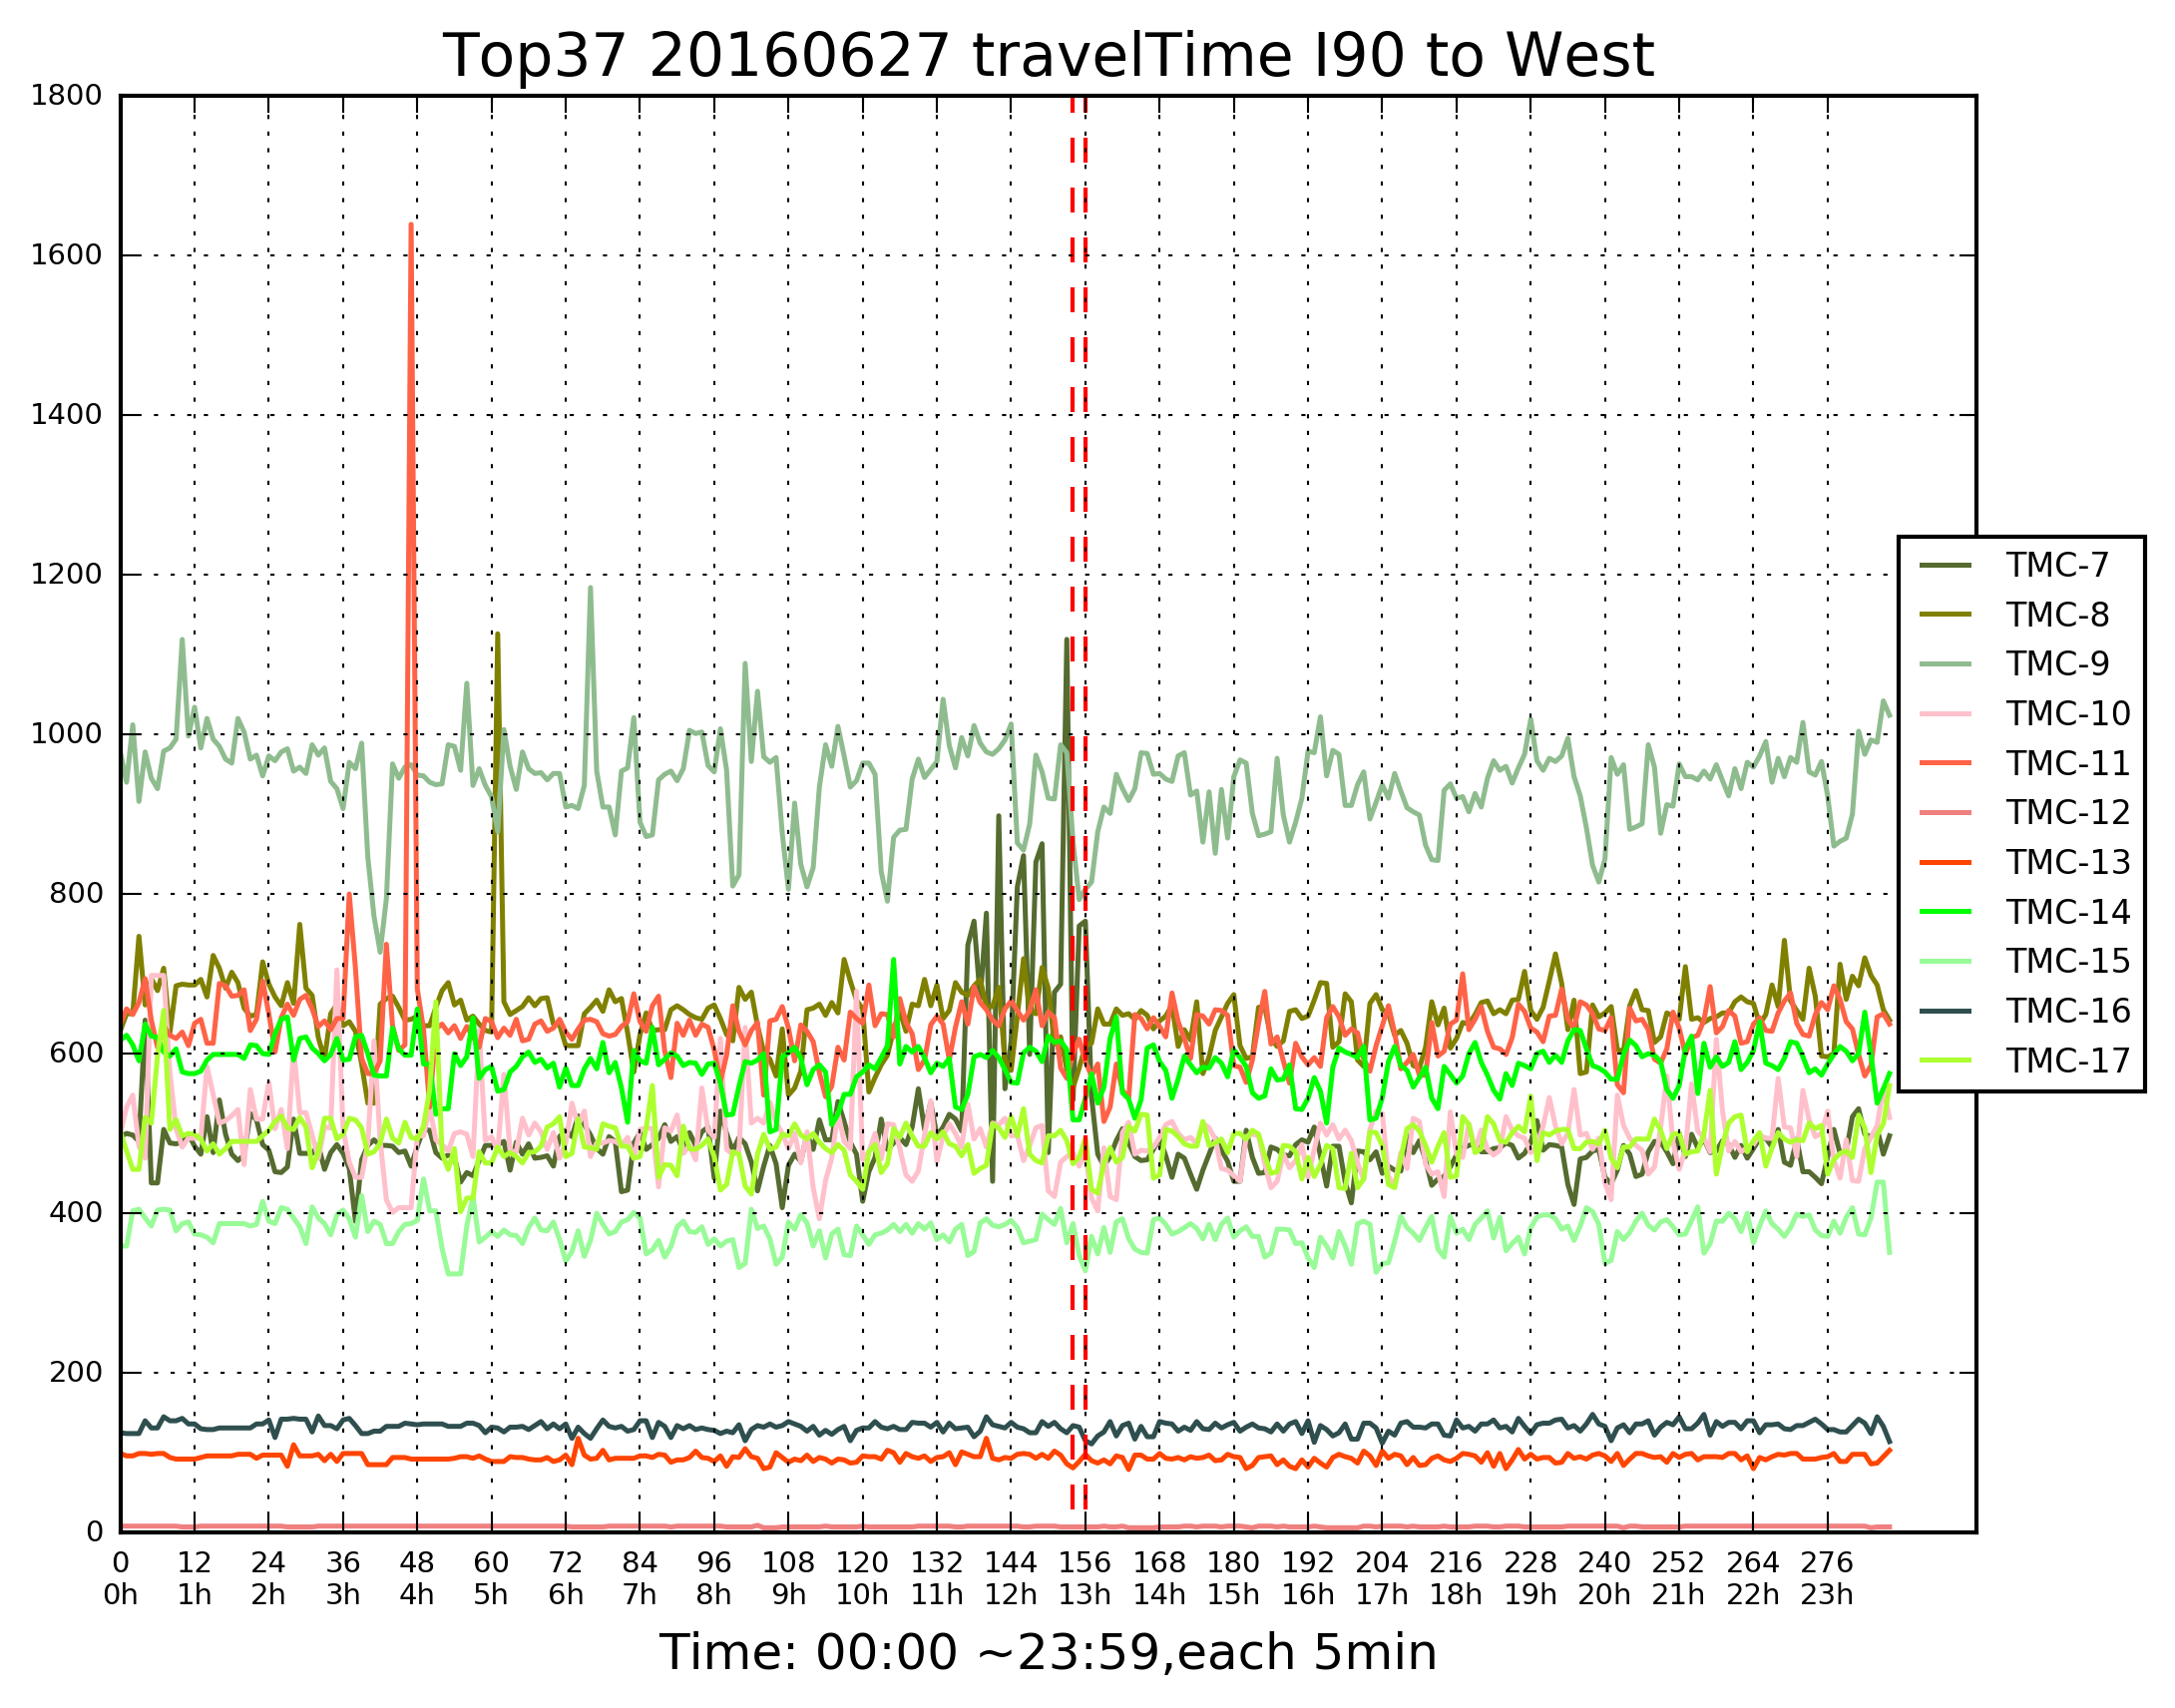 Top37 20160627 travelTime I90 to West
1800
1600
1400
1200
1000
800
600
400
200
0
TMC-7
TMC-8
TMC-9
TMC-10
TMC-11
TMC-12
TMC-13
TMC-14
TMC-15
TMC-16
TMC-17
0 12 24 36 48 60 72 84 96 108 120 132 144 156 168 180 192 204 216 228 240 252 264 276
0h 1h 2h 3h 4h 5h 6h 7h 8h 9h 10h 11h 12h 13h 14h 15h 16h 17h 18h 19h 20h 21h 22h 23h
Time: 00:00 ~23:59,each 5min